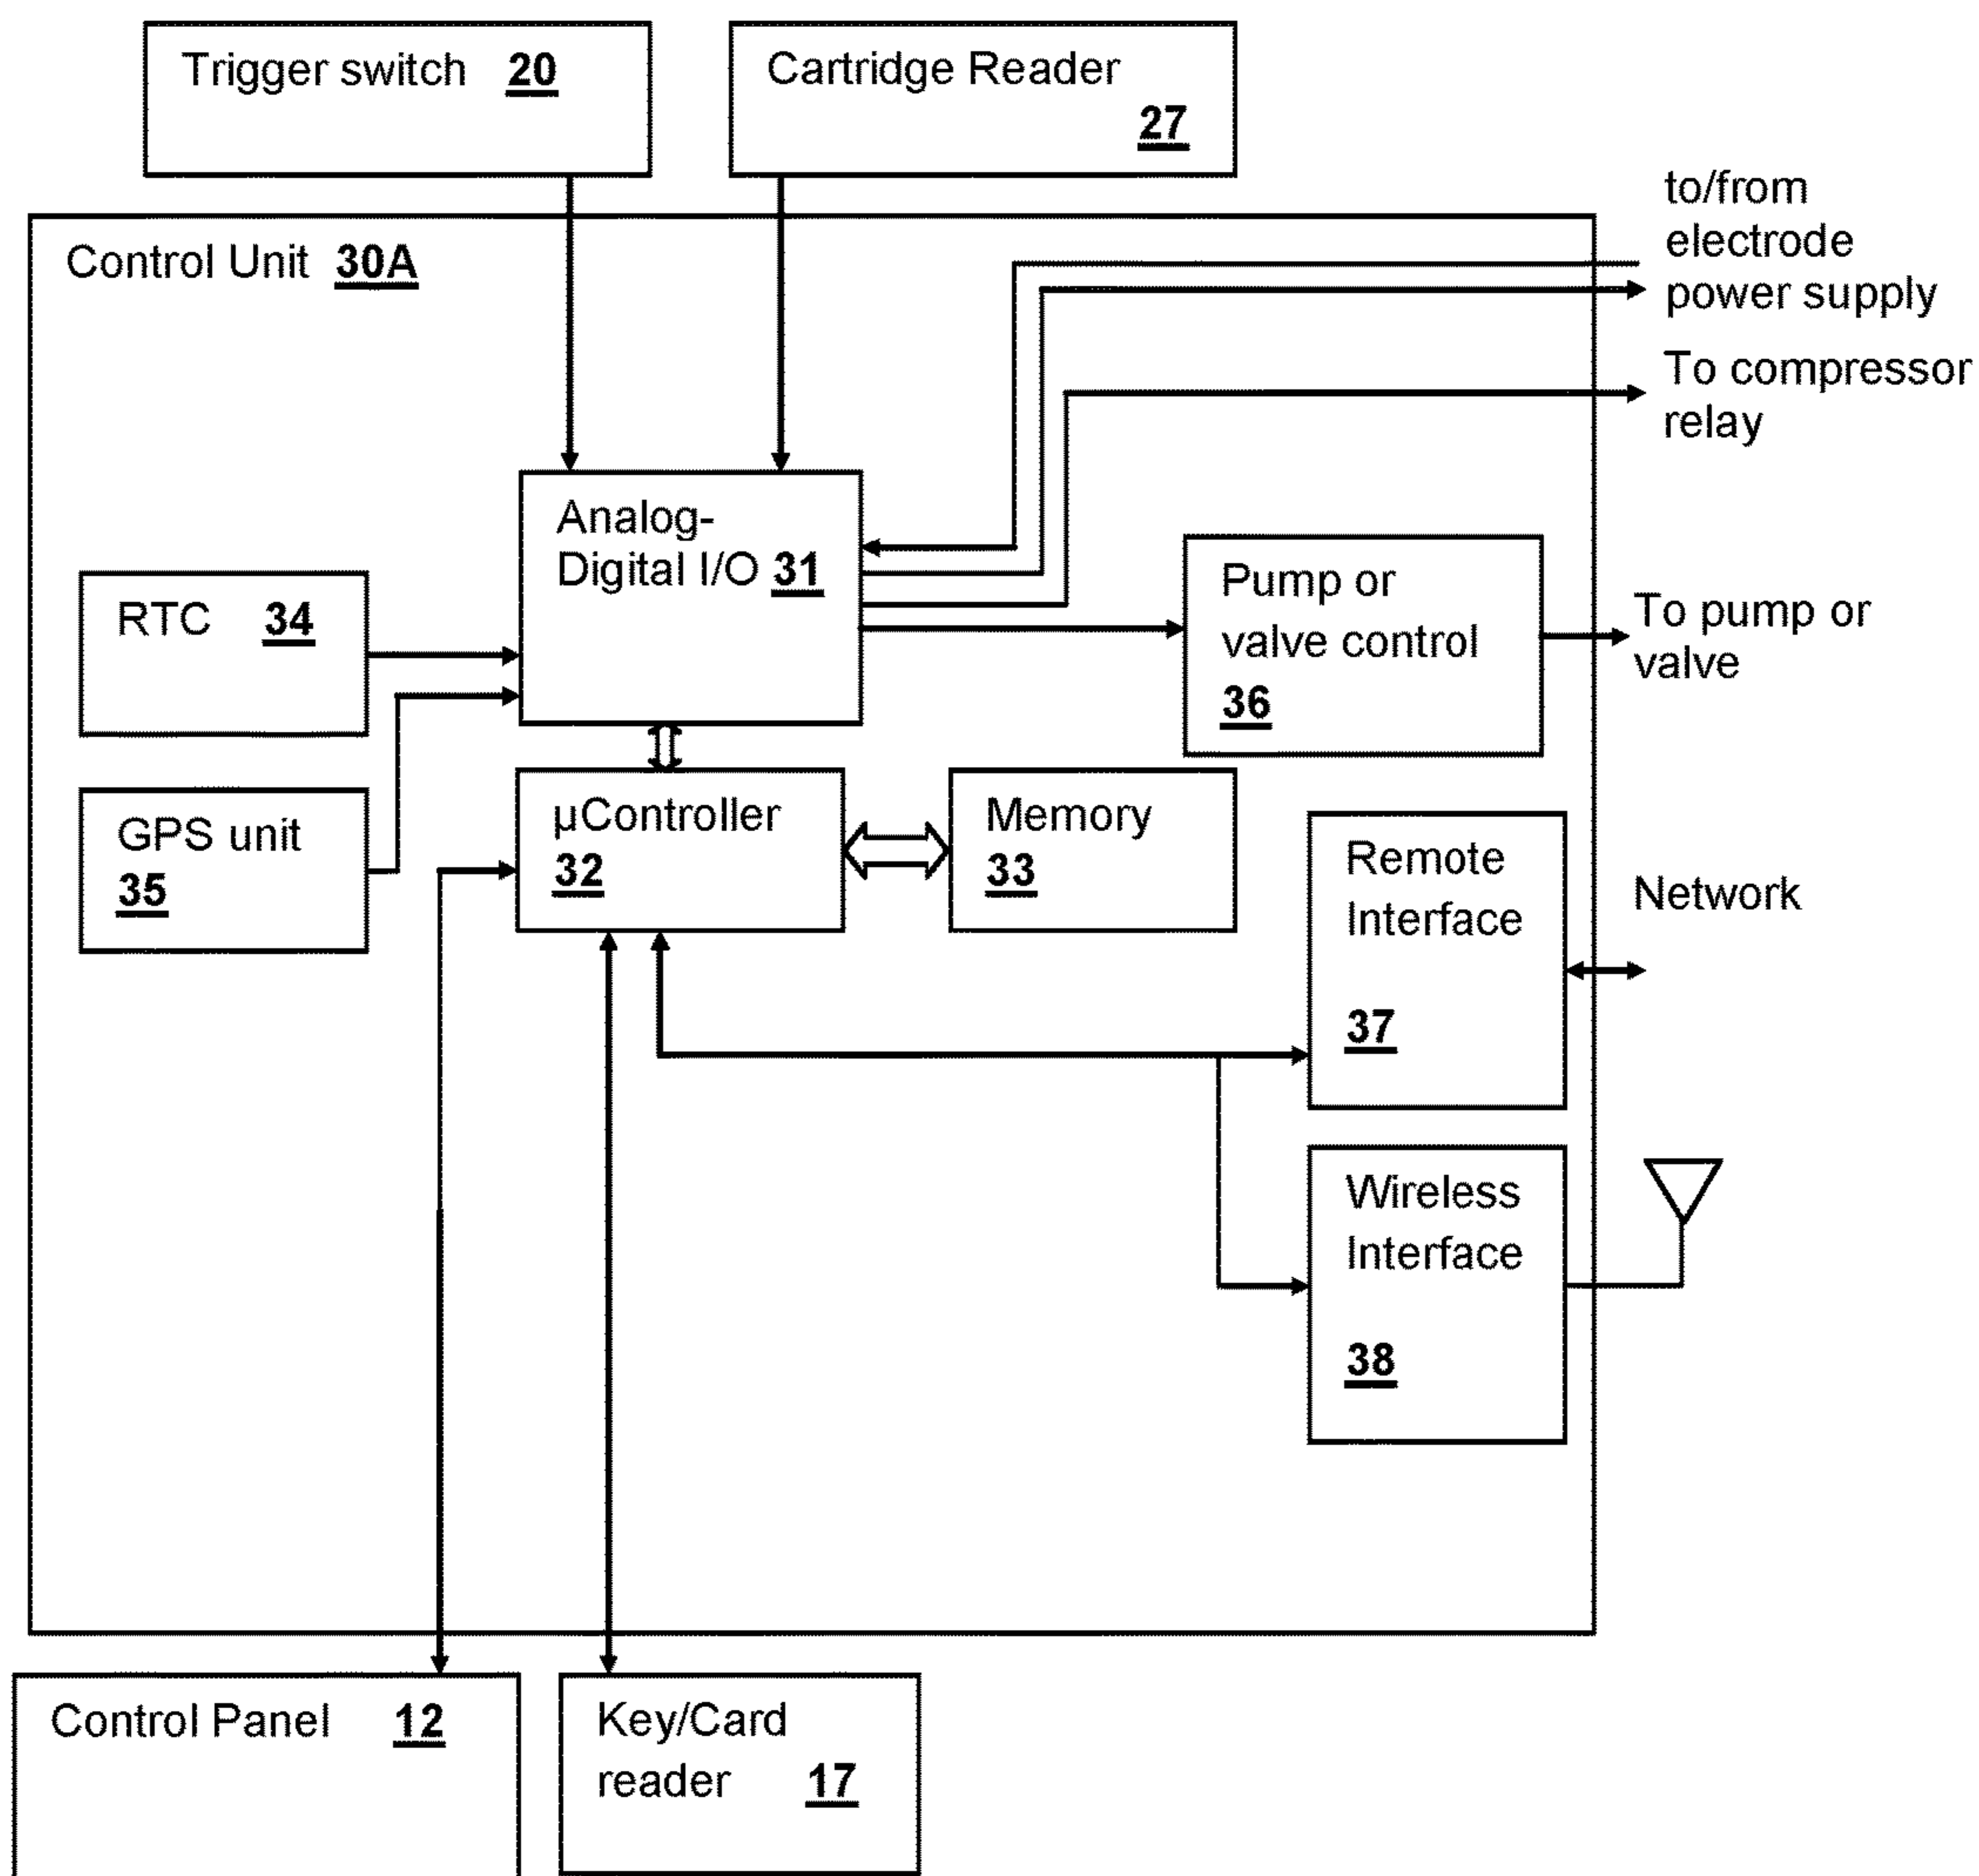 Trigger switch 20
Cartridge Reader
27
to/from
electrode
power supply
Control Unit 30A
To compressor
relay
Analog-
Digital I/O 31
RTC 34
Pump or
valve control
36
To pump or
valve
GPS unit
35
µController
32
Memory
33
Remote
Interface
37
Network
Wireless
Interface
38
Control Panel 12
Key/Card
reader 17